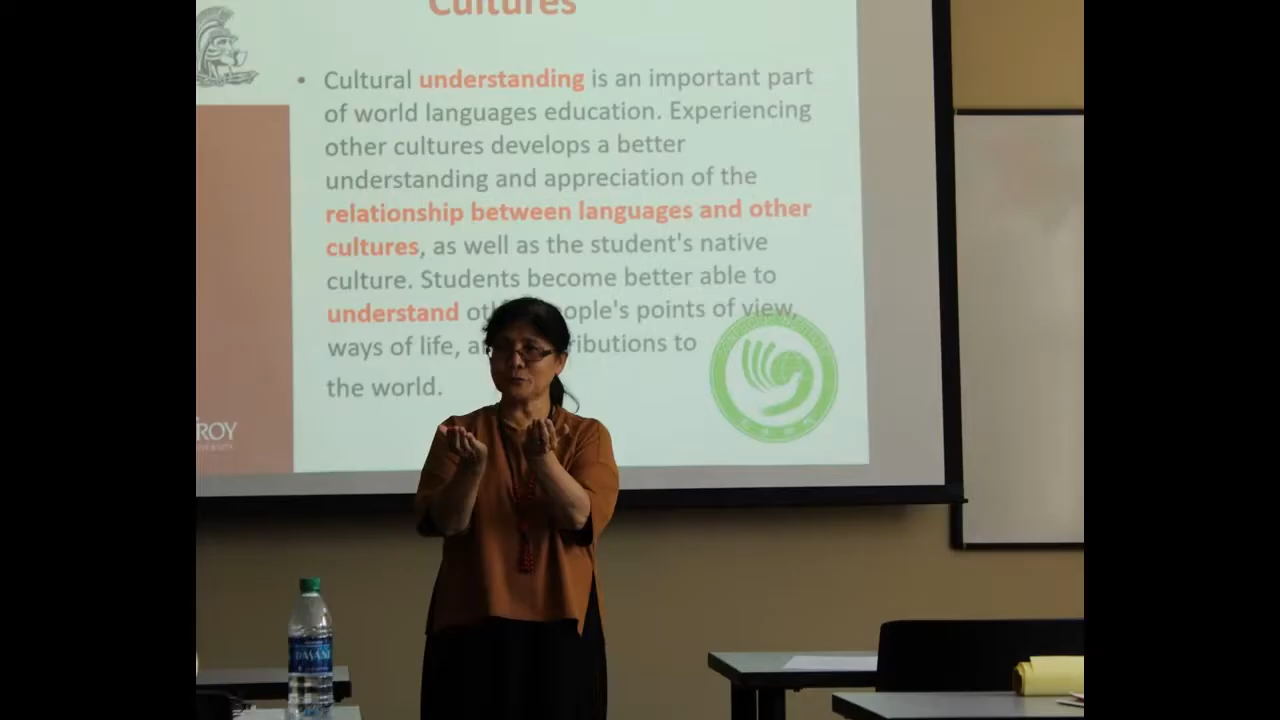 Cultures
• Cultural understanding is an important part
of world languages education. Experiencing
other cultures develops a better
understanding and appreciation of the
relationship between languages and other
cultures, as well as the student's native
culture. Students become better able to
understand people's points of view,
ways of life, to
the world.
ROY
DASANI